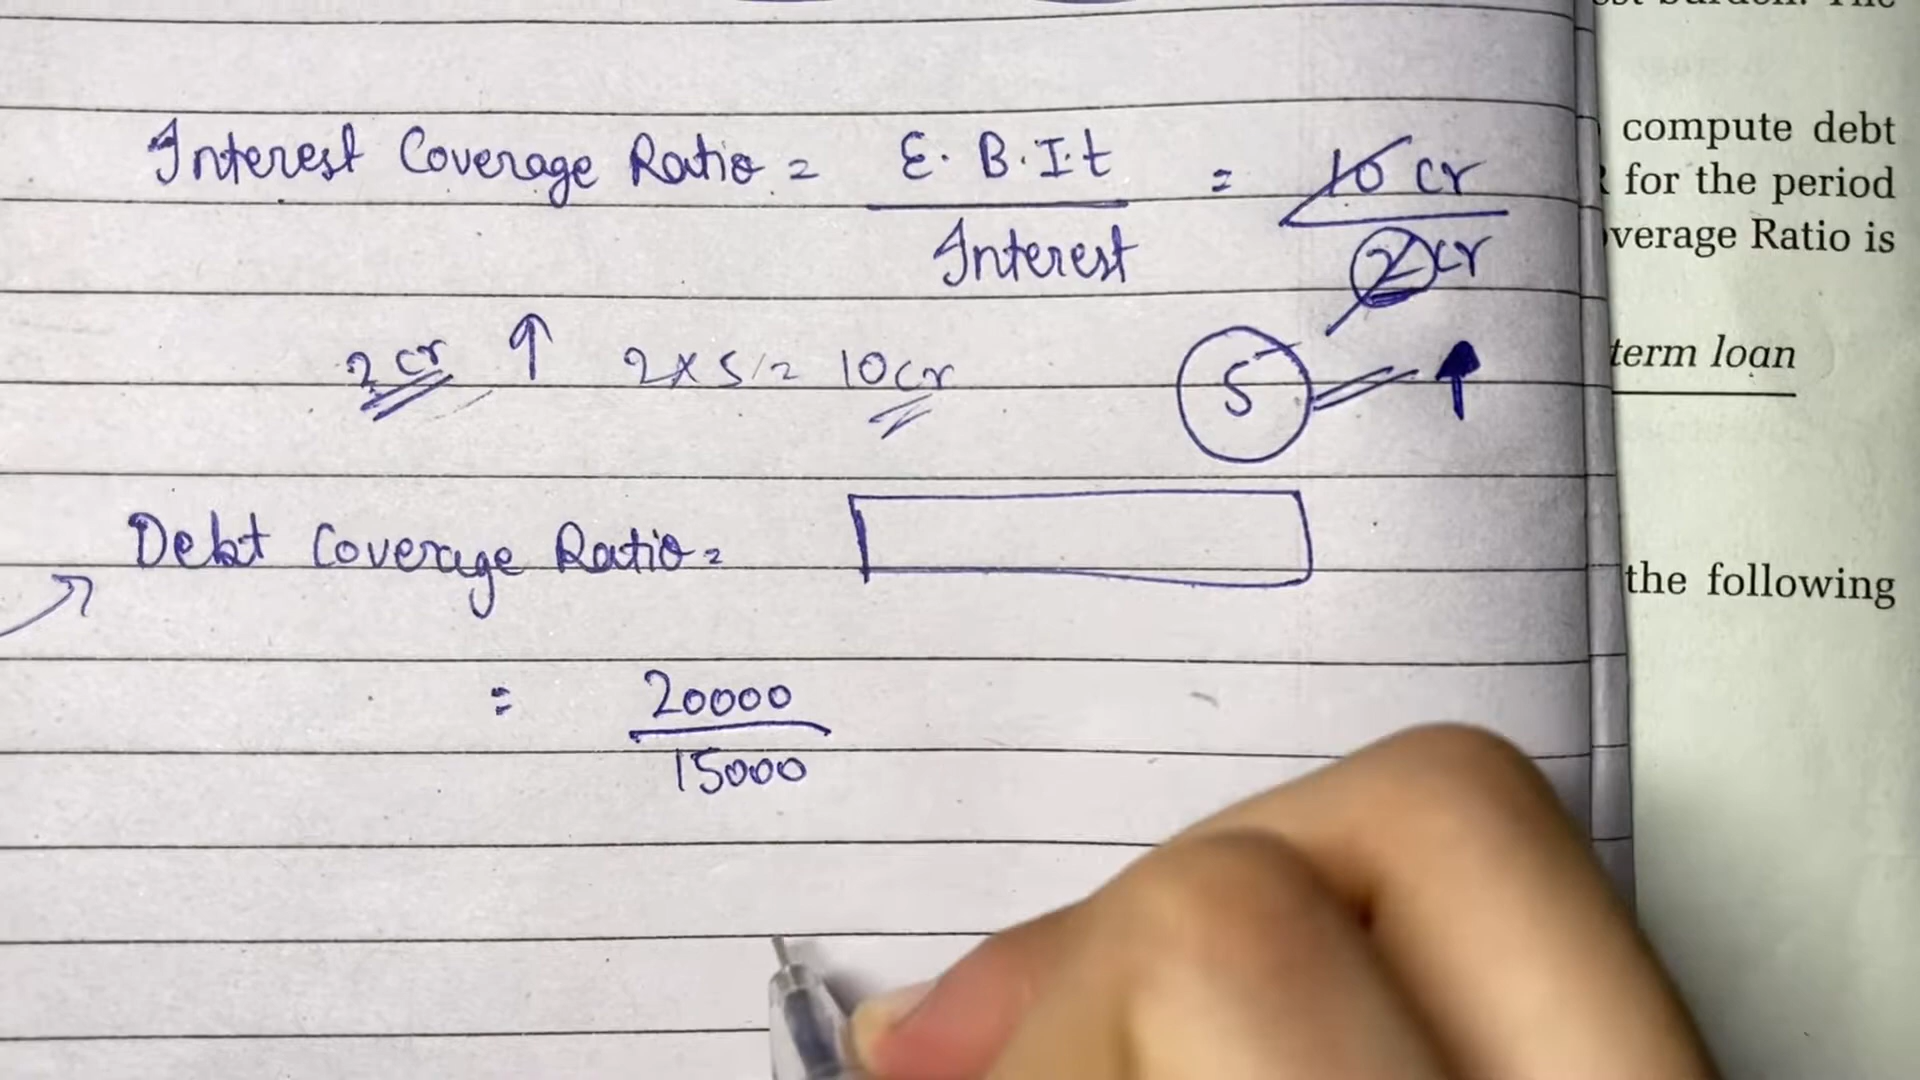 Interest Coverage Ratio = E.B.I.t = 10 cr
Interest 2 cr
2 cr ↑ 2 x 5 = 10 cr 5 ↑
Debt Coverage Ratio =
= 20000
15000
compute debt
for the period
verage Ratio is
term loan
the following